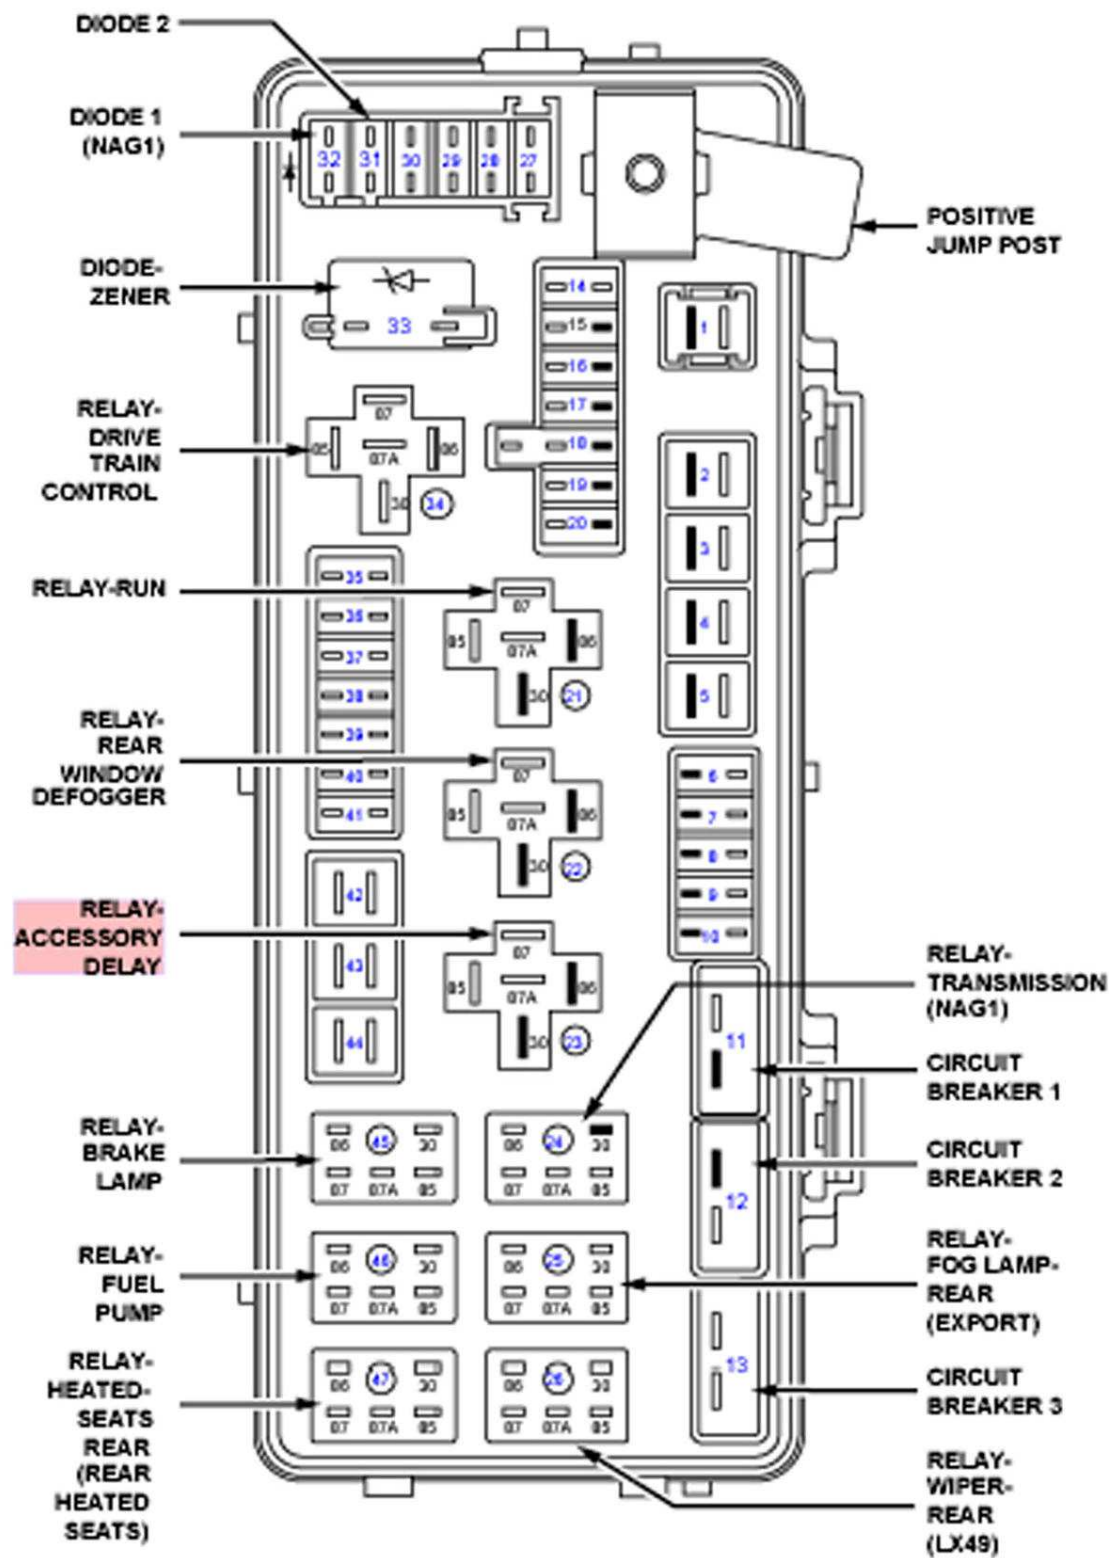 DIODE 2
DIODE 1
(NAG1)
32 31 30 29 28 27
POSITIVE
JUMP POST
DIODE-
ZENER
33
14
15
16
17
18
19
20
1
RELAY-
DRIVE
TRAIN
CONTROL
87
85 87A 86
30 34
2
3
4
5
RELAY-RUN
35
36
37
38
39
40
41
87
85 87A 86
30 21
RELAY-
REAR
WINDOW
DEFOGGER
87
85 87A 86
30 22
6
7
8
9
10
42
43
44
RELAY-
ACCESSORY
DELAY
87
85 87A 86
30 23
RELAY-
TRANSMISSION
(NAG1)
11
CIRCUIT
BREAKER 1
RELAY-
BRAKE
LAMP
86 45 30
87 87A 85
86 24 30
87 87A 85
12
CIRCUIT
BREAKER 2
RELAY-
FUEL
PUMP
86 46 30
87 87A 85
86 25 30
87 87A 85
RELAY-
FOG LAMP-
REAR
(EXPORT)
RELAY-
HEATED-
SEATS
REAR
(REAR
HEATED
SEATS)
86 47 30
87 87A 85
86 26 30
87 87A 85
13
CIRCUIT
BREAKER 3
RELAY-
WIPER-
REAR
(LX49)